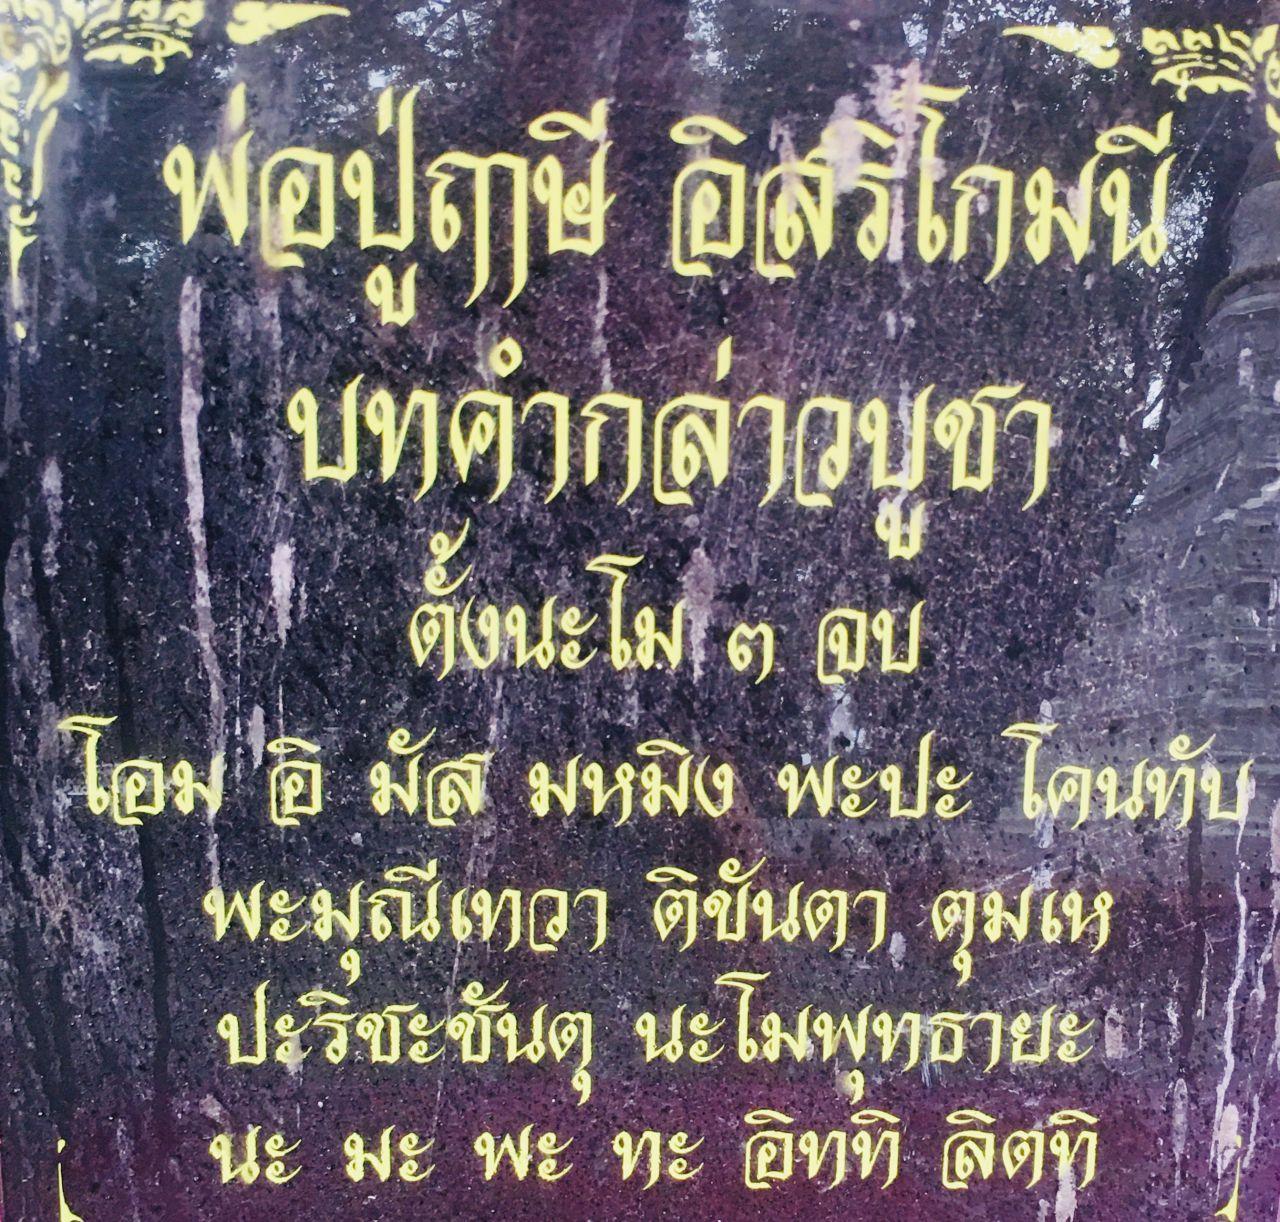 พ่อปู่ฤๅษี อิสริโกมนี
บทคำกล่าวบูชา
ตั้งนะโม ๓ จบ
โอม อิ มัส มหมิง พะปะ โคนทับ
พะมุณีเทวา ติขันตา ตุมเห
ปะริชะชันตุ นะโมพุทธายะ
นะ มะ พะ ทะ อิททิ ลิตทิ